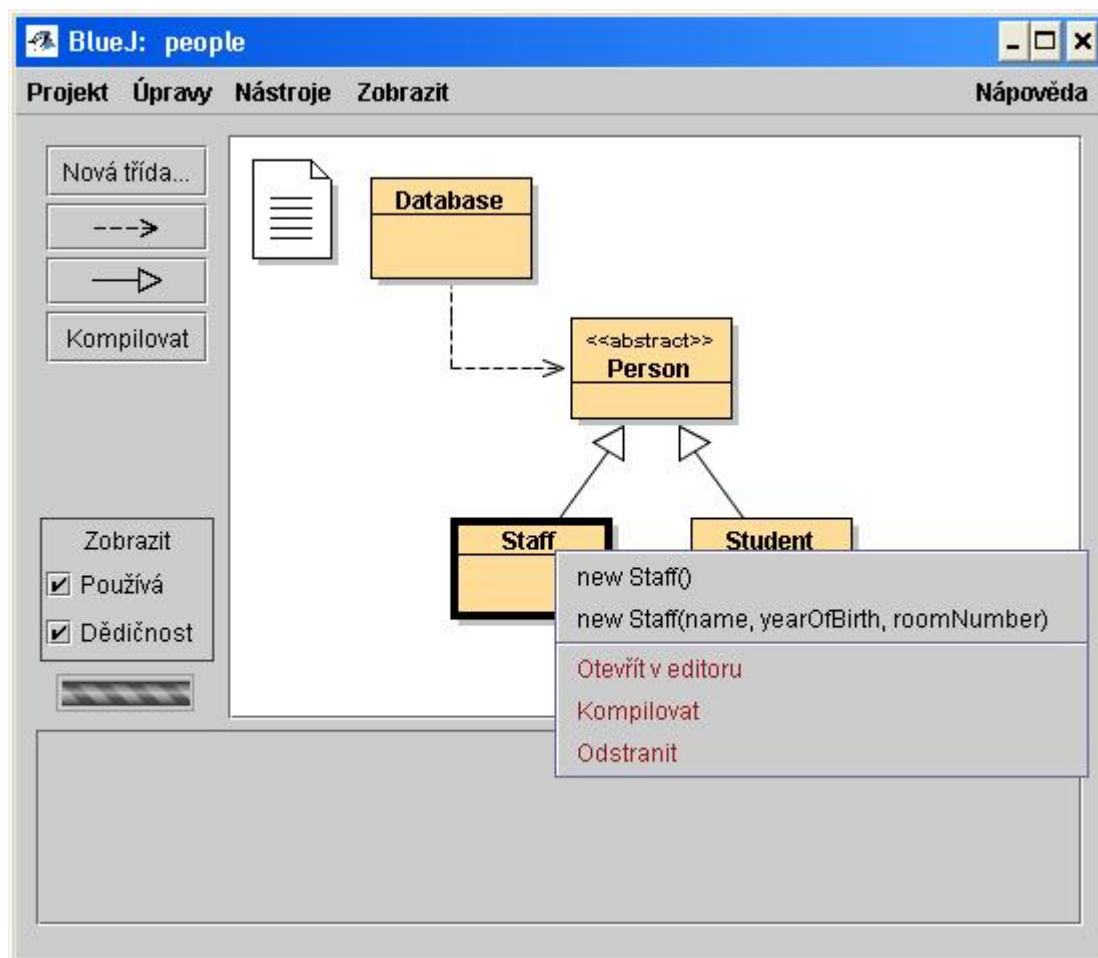 BlueJ: people
Projekt Úpravy Nástroje Zobrazit Nápověda
Nová třída...
Kompilovat
Database
<<abstract>>
Person
Staff
Student
Zobrazit
Používá
Dědičnost
new Staff()
new Staff(name, yearOfBirth, roomNumber)
Otevřít v editoru
Kompilovat
Odstranit